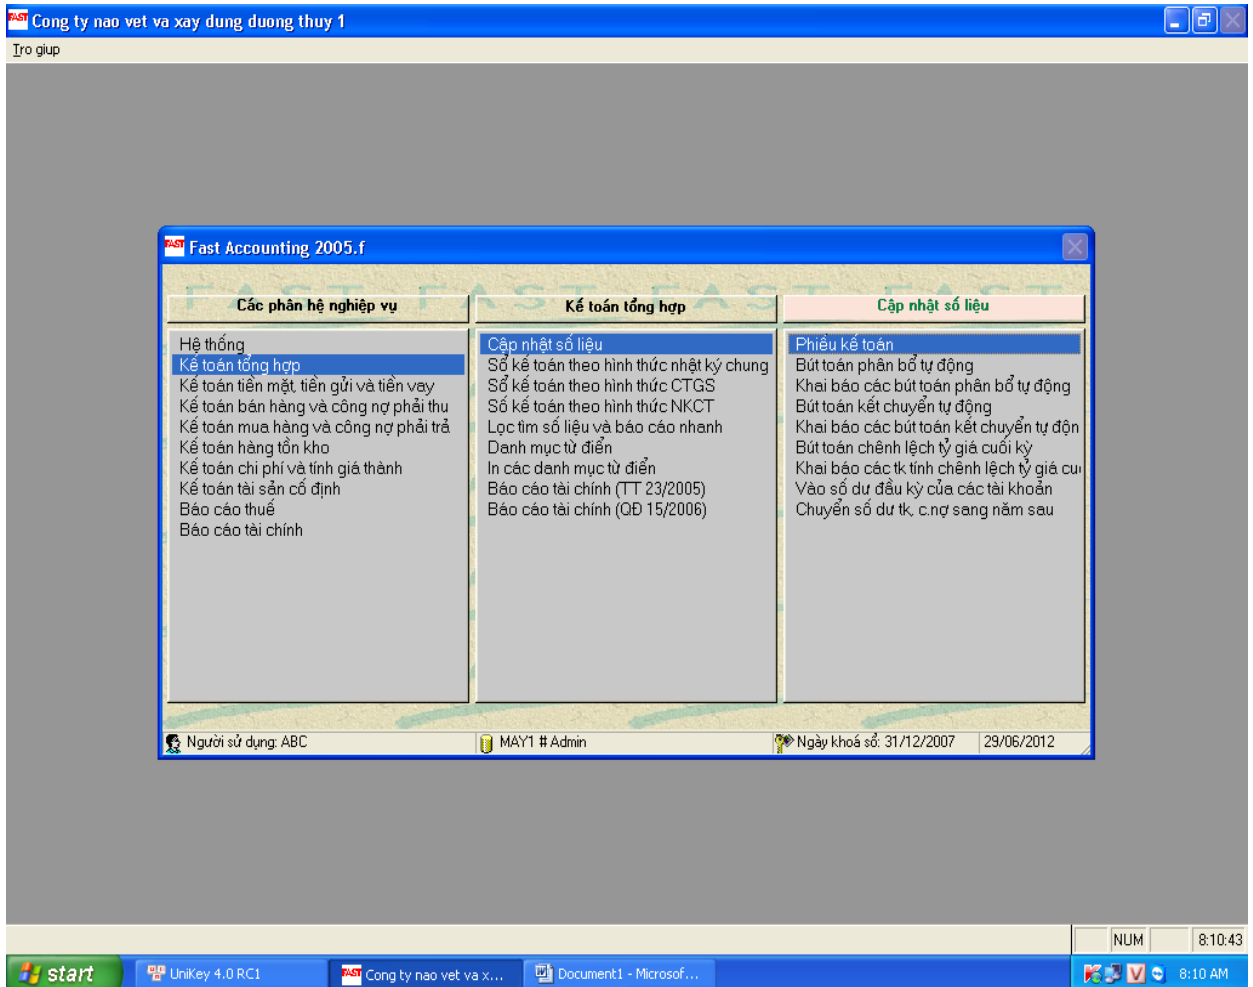 FAST Cong ty nao vet va xay dung duong thuy 1
Tro giup
FAST Fast Accounting 2005.f
FAST FAST FAST
Các phân hệ nghiệp vụ
Kế toán tổng hợp
Cập nhật số liệu
Hệ thống
Kế toán tổng hợp
Kế toán tiền mặt, tiền gửi và tiền vay
Kế toán bán hàng và công nợ phải thu
Kế toán mua hàng và công nợ phải trả
Kế toán hàng tồn kho
Kế toán chi phí và tính giá thành
Kế toán tài sản cố định
Báo cáo thuế
Báo cáo tài chính
Cập nhật số liệu
Sổ kế toán theo hình thức nhật ký chung
Sổ kế toán theo hình thức CTGS
Sổ kế toán theo hình thức NKCT
Lọc tìm số liệu và báo cáo nhanh
Danh mục từ điển
In các danh mục từ điển
Báo cáo tài chính (TT 23/2005)
Báo cáo tài chính (QĐ 15/2006)
Phiếu kế toán
Bút toán phân bổ tự động
Khai báo các bút toán phân bổ tự động
Bút toán kết chuyển tự động
Khai báo các bút toán kết chuyển tự độn
Bút toán chênh lệch tỷ giá cuối kỳ
Khai báo các tk tính chênh lệch tỷ giá cu
Vào số dư đầu kỳ của các tài khoản
Chuyển số dư tk, c.nợ sang năm sau
Người sử dụng: ABC
MAY1 # Admin
Ngày khoá sổ: 31/12/2007
29/06/2012
NUM
8:10:43
start
UniKey 4.0 RC1
FAST Cong ty nao vet va x...
Document1 - Microsof...
8:10 AM